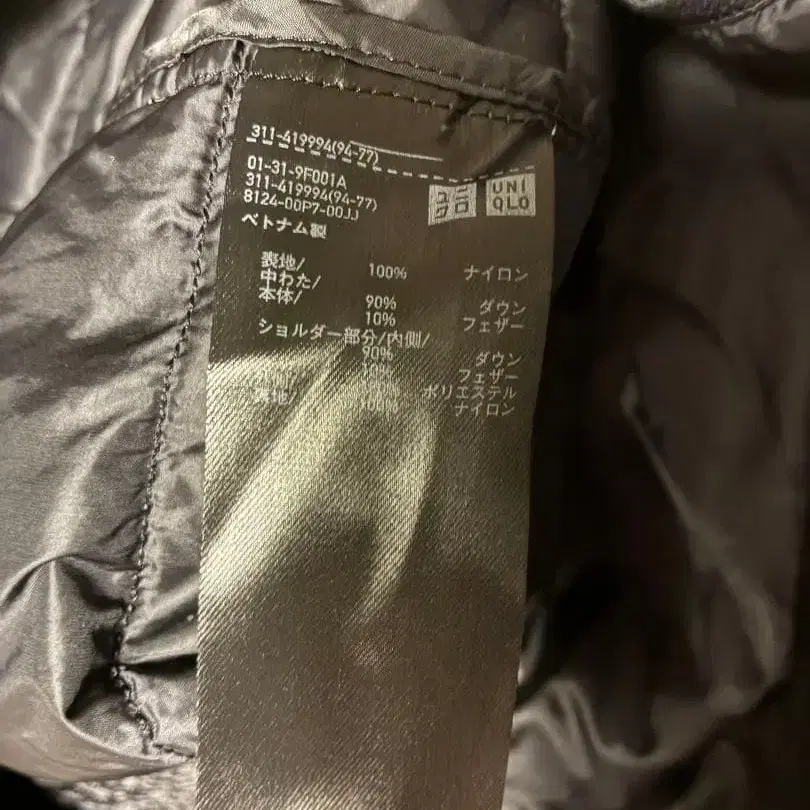 311-419994(94-77)
01-31-9F001A
311-419994(94-77)
8124-00P7-00JJ
ユニクロ
UNIQLO
ベトナム製
表地/ 100% ナイロン
中わた/
本体/ 90% ダウン
10% フェザー
ショルダー部分/内側/
90% ダウン
10% フェザー
ポリエステル
100% ナイロン